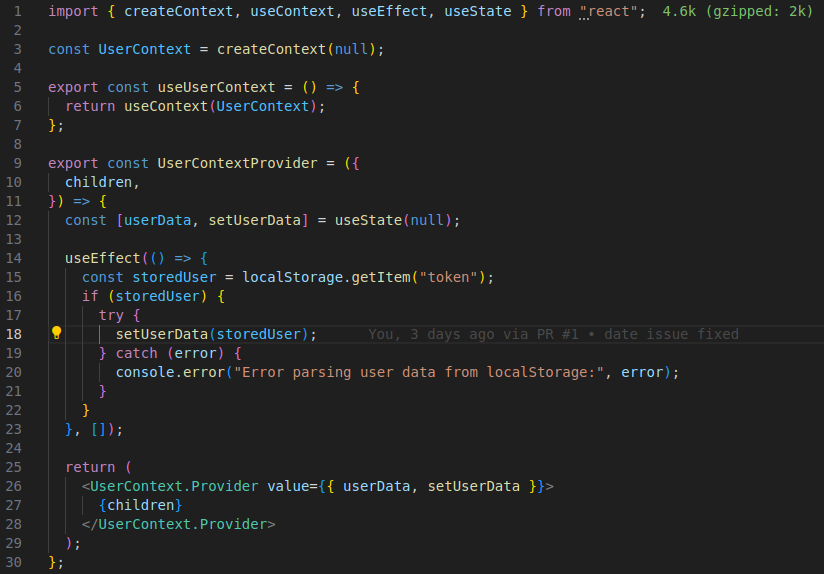 1 import { createContext, useContext, useEffect, useState } from "react"; 4.6k (gzipped: 2k)
2
3 const UserContext = createContext(null);
4
5 export const useUserContext = () => {
6   return useContext(UserContext);
7 };
8
9 export const UserContextProvider = ({
10   children,
11 }) => {
12   const [userData, setUserData] = useState(null);
13
14   useEffect(() => {
15     const storedUser = localStorage.getItem("token");
16     if (storedUser) {
17       try {
18         setUserData(storedUser); You, 3 days ago via PR #1 • date issue fixed
19       } catch (error) {
20         console.error("Error parsing user data from localStorage:", error);
21       }
22     }
23   }, []);
24
25   return (
26     <UserContext.Provider value={{ userData, setUserData }}>
27       {children}
28     </UserContext.Provider>
29   );
30 };